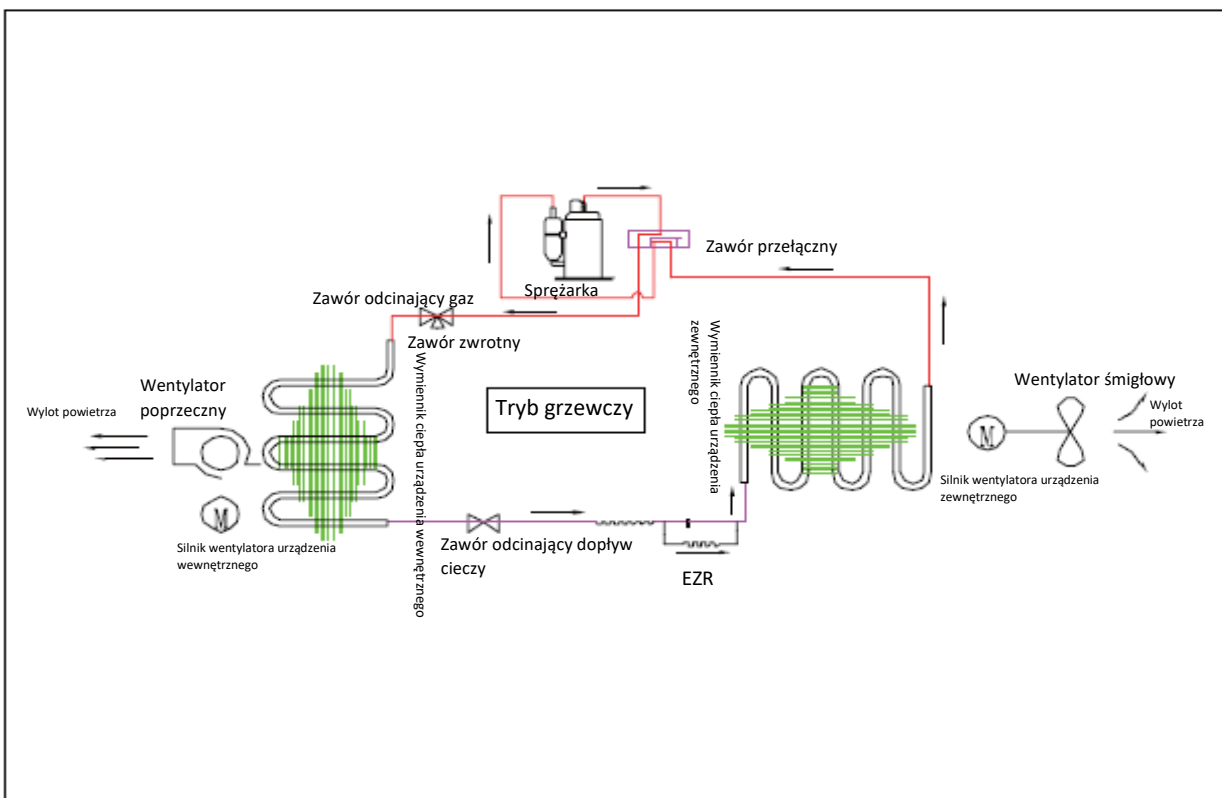 Zawór przełączny
Sprężarka
Zawór odcinający gaz
Zawór zwrotny
Wymiennik ciepła urządzenia
zewnętrznego
Wymiennik ciepła urządzenia wewnętrznego
Wentylator
poprzeczny
Wylot powietrza
Tryb grzewczy
Wentylator śmigłowy
Wylot
powietrza
M
Silnik wentylatora urządzenia
zewnętrznego
M
Silnik wentylatora urządzenia
wewnętrznego
Zawór odcinający dopływ
cieczy
EZR